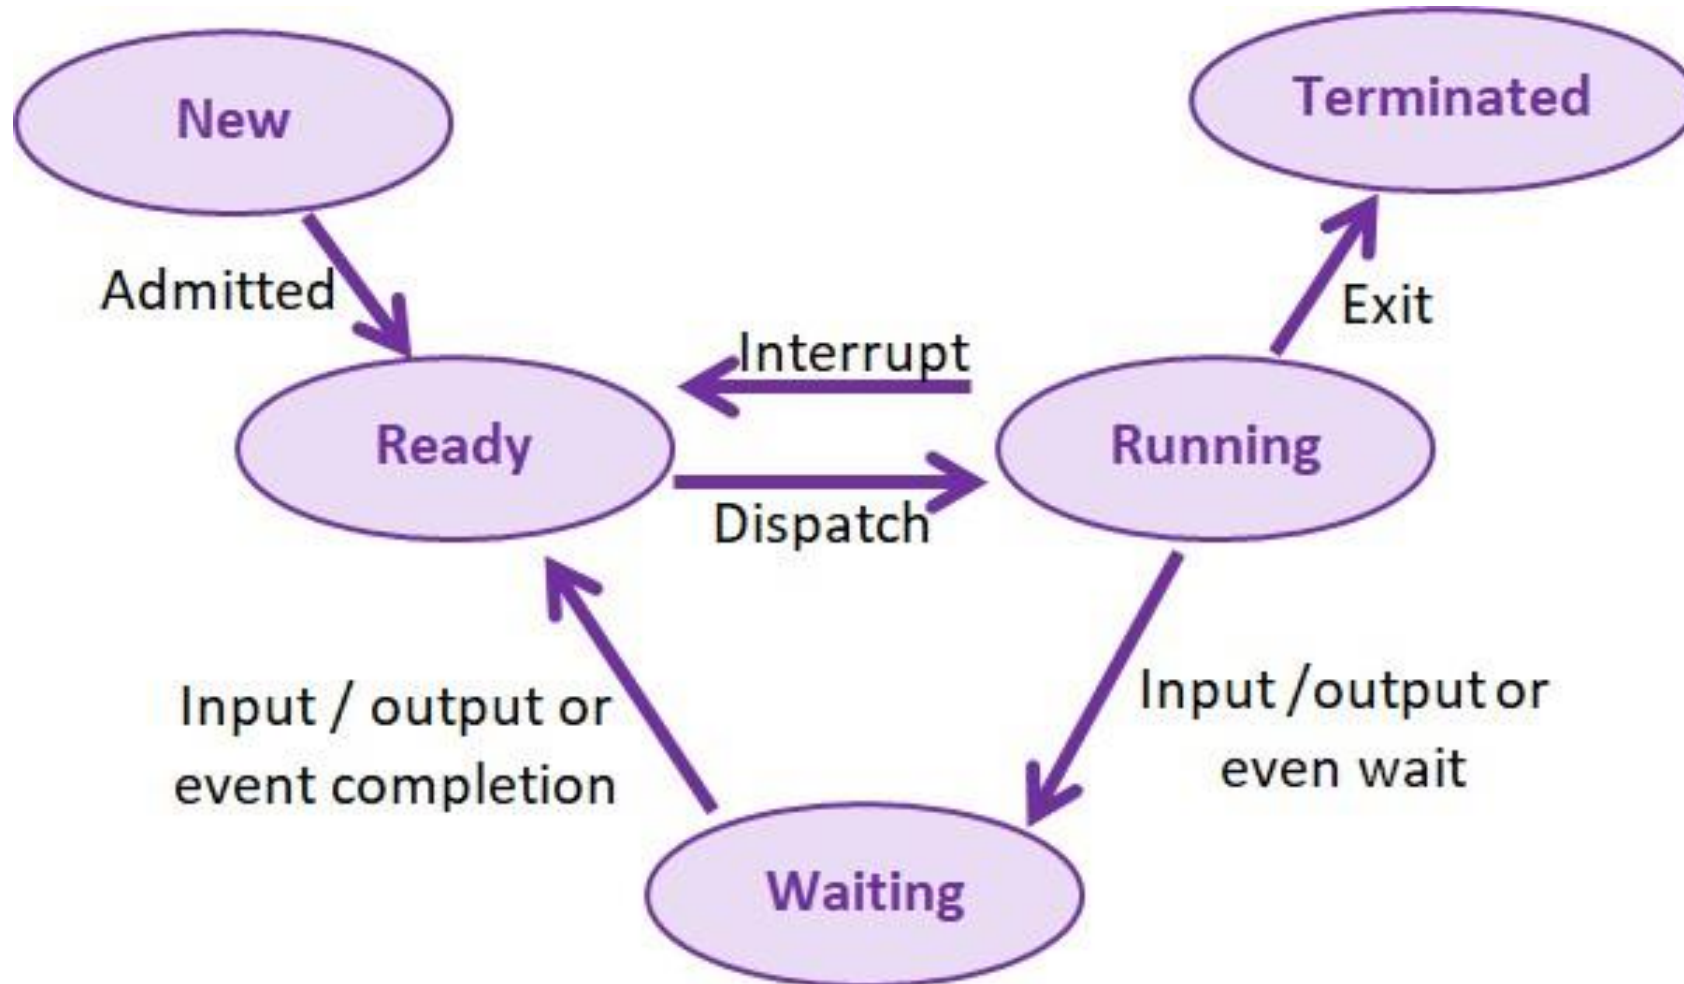 New
Terminated
Admitted
Exit
Interrupt
Ready
Running
Dispatch
Input / output or
event completion
Input /output or
even wait
Waiting